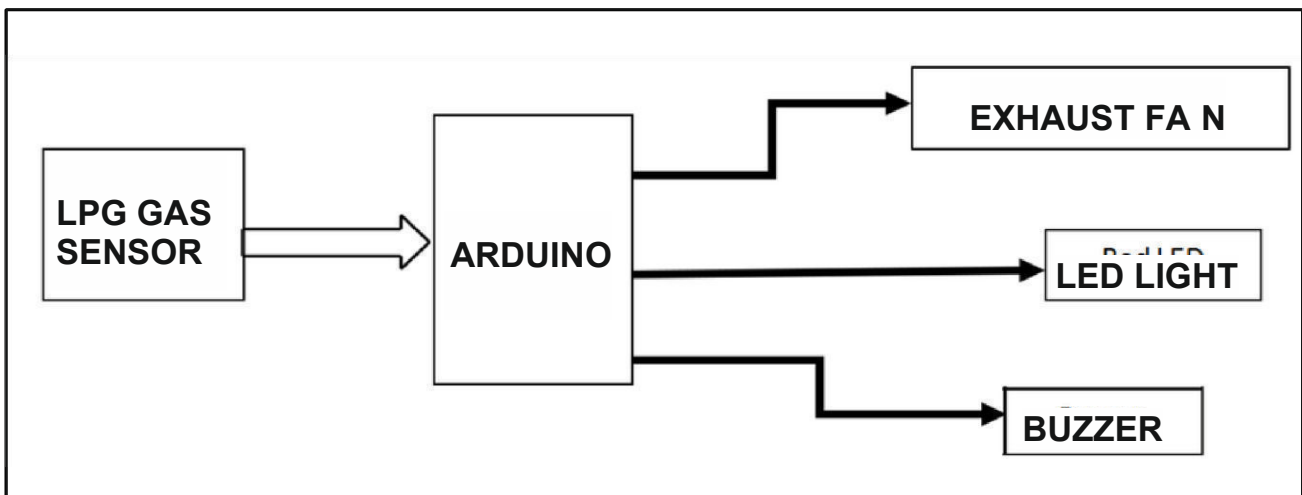 EXHAUST FA N
LPG GAS
SENSOR
ARDUINO
LED LIGHT
BUZZER